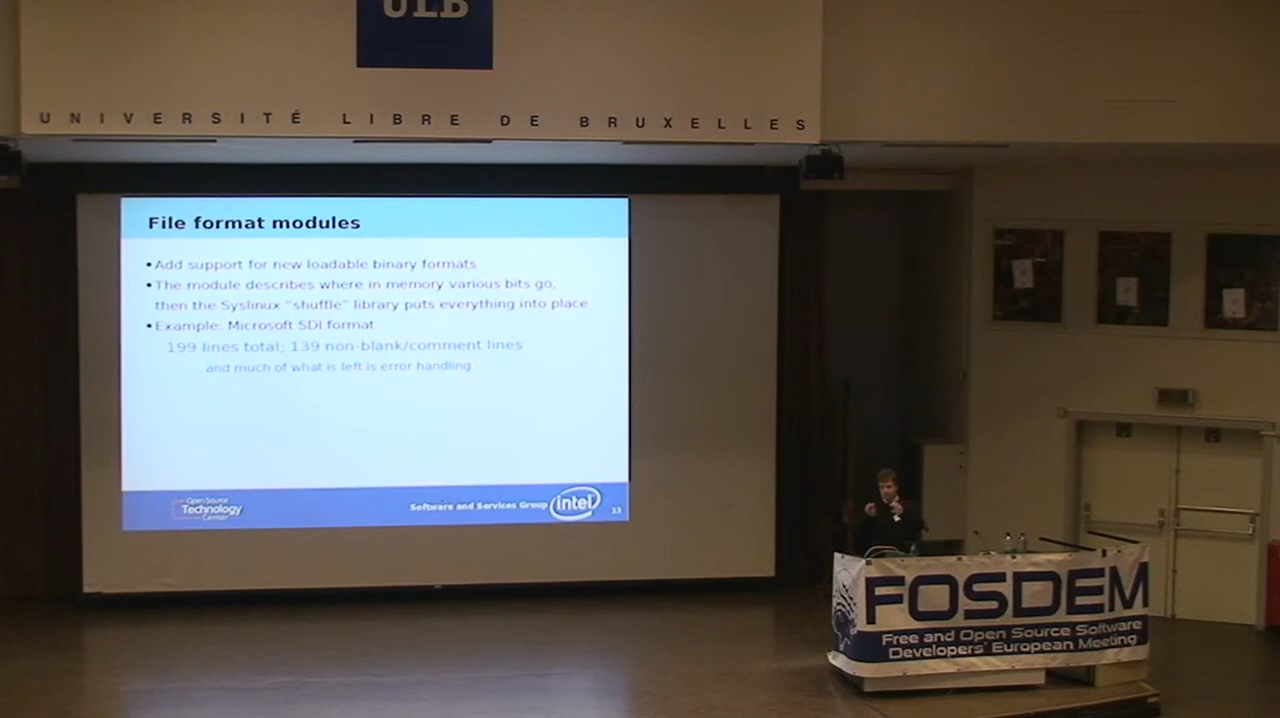 ULB
UNIVERSITÉ LIBRE DE BRUXELLES
File format modules
•Add support for new loadable binary formats
•The module describes where in memory various bits go,
then the Syslinux “shuffle” library puts everything into place
•Example: Microsoft SDI format
199 lines total; 139 non-blank/comment lines
and much of what is left is error handling
Open Source
Technology
Center
Software and Services Group
intel
13
FOSDEM
Free and Open Source Software
Developers' European Meeting